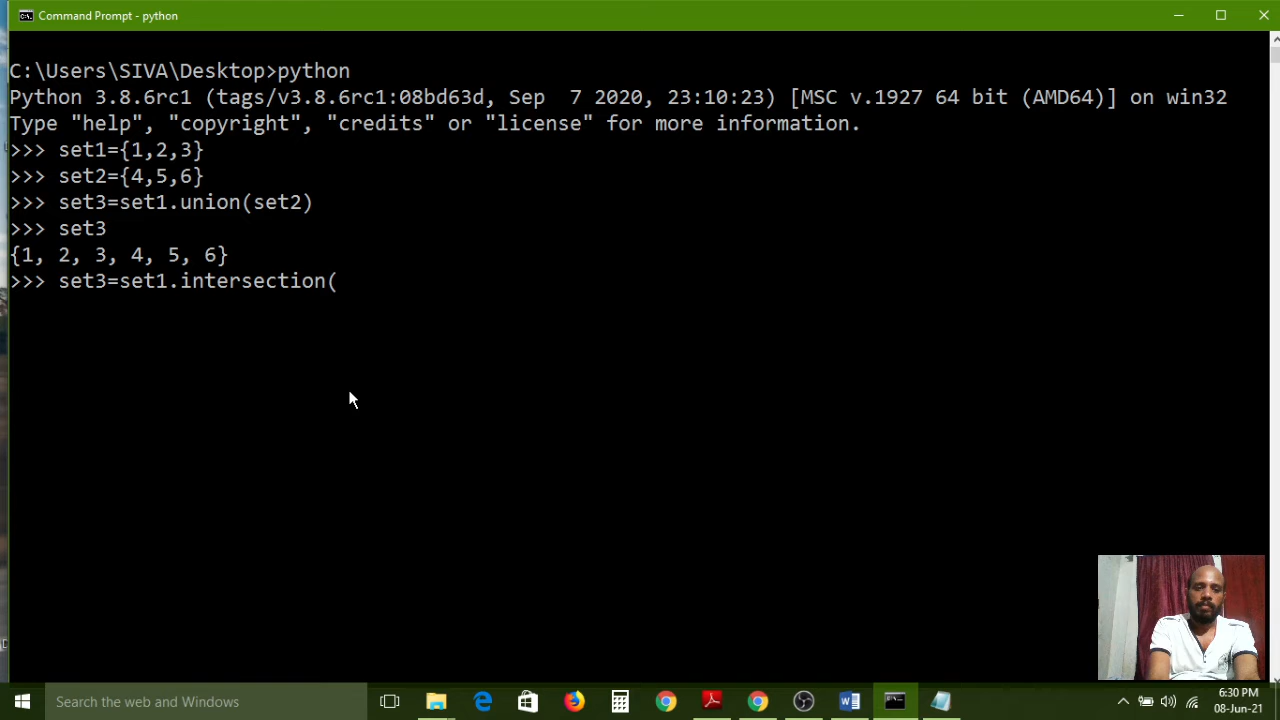 Command Prompt - python
C:\Users\SIVA\Desktop>python
Python 3.8.6rc1 (tags/v3.8.6rc1:08bd63d, Sep  7 2020, 23:10:23) [MSC v.1927 64 bit (AMD64)] on win32
Type "help", "copyright", "credits" or "license" for more information.
>>> set1={1,2,3}
>>> set2={4,5,6}
>>> set3=set1.union(set2)
>>> set3
{1, 2, 3, 4, 5, 6}
>>> set3=set1.intersection(
Search the web and Windows
6:30 PM
08-Jun-21